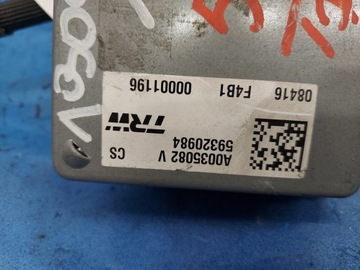 A0035082 V CS
59320984
TRW
08416 F4B1 00001196